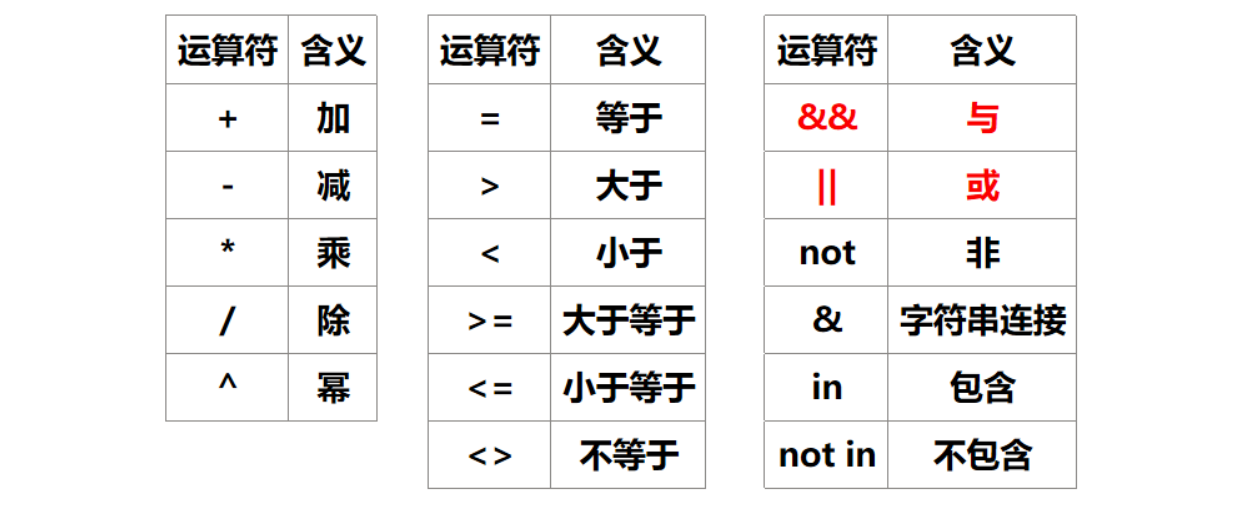 运算符 含义
+ 加
- 减
* 乘
/ 除
^ 幂
运算符 含义
= 等于
> 大于
< 小于
>= 大于等于
<= 小于等于
<> 不等于
运算符 含义
&& 与
|| 或
not 非
& 字符串连接
in 包含
not in 不包含